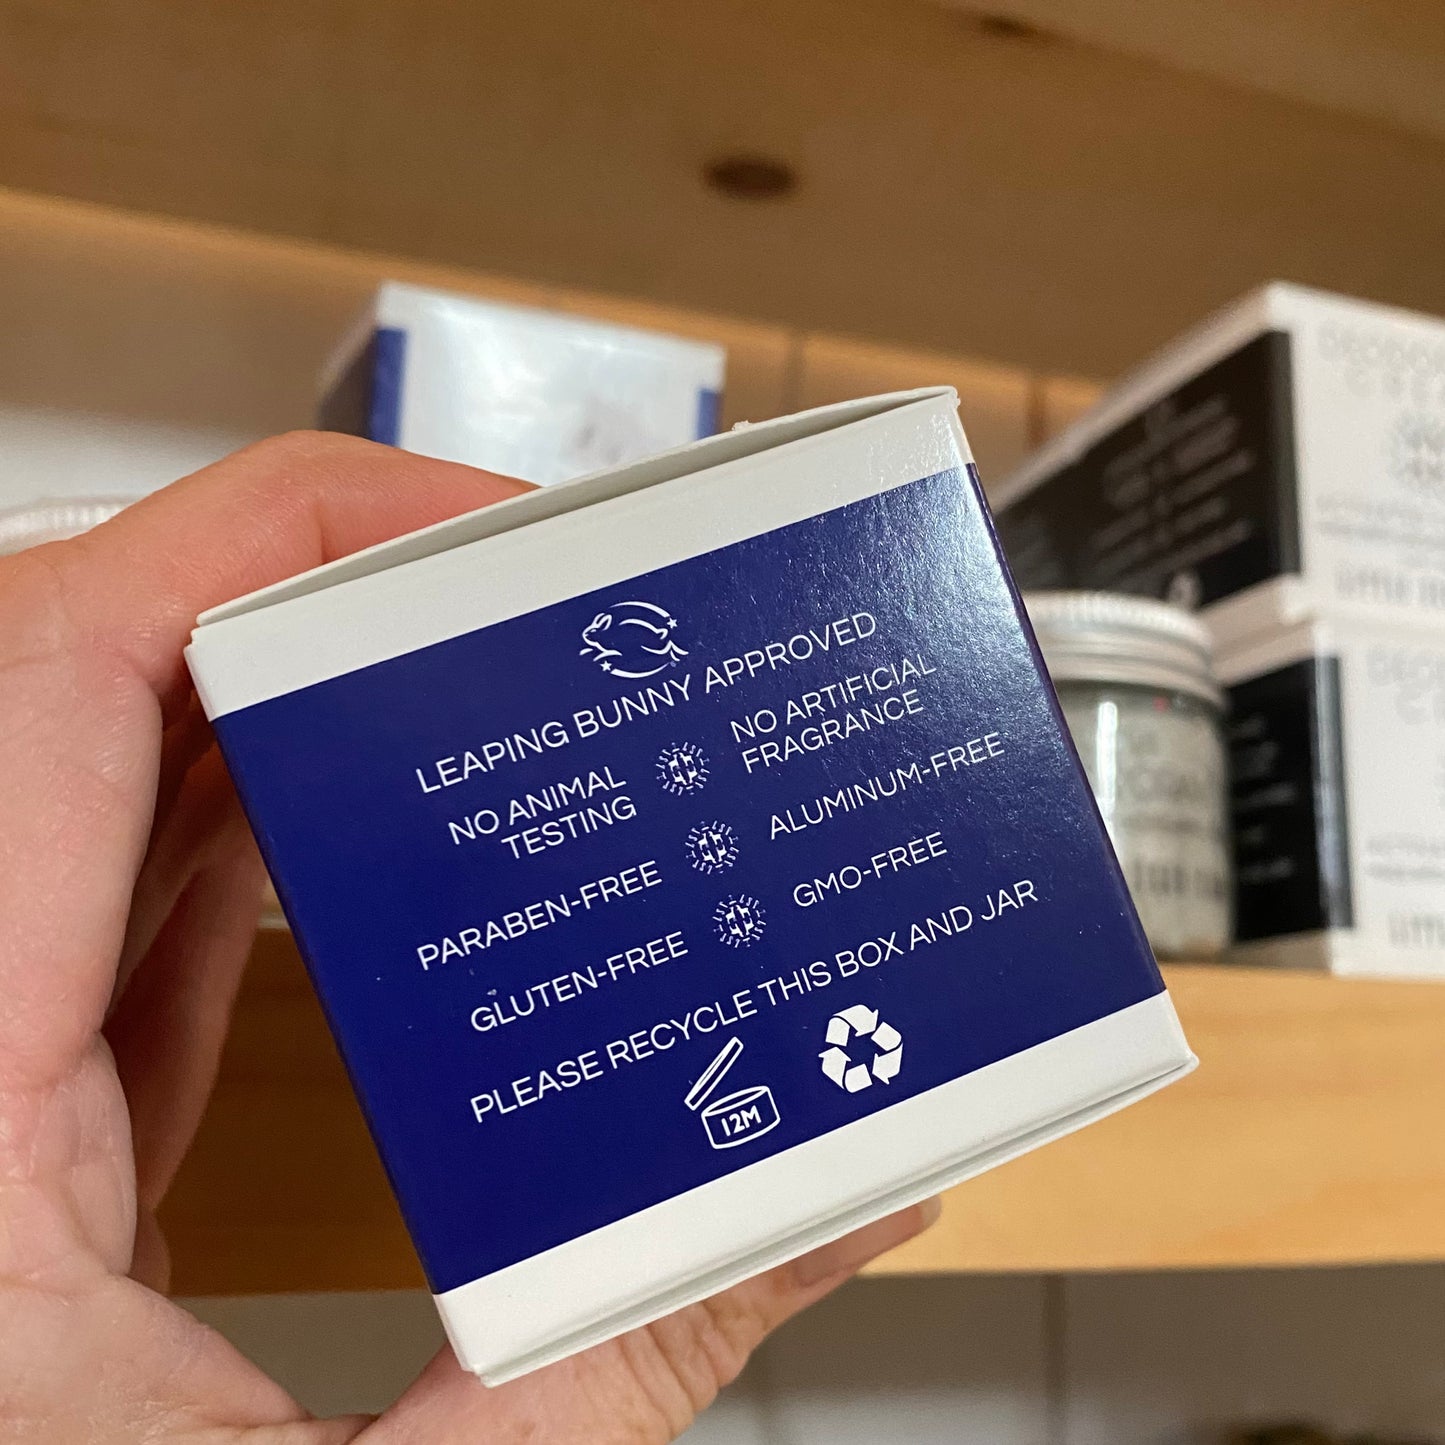 LEAPING BUNNY APPROVED
NO ANIMAL
TESTING
NO ARTIFICIAL
FRAGRANCE
PARABEN-FREE
ALUMINUM-FREE
GLUTEN-FREE
GMO-FREE
PLEASE RECYCLE THIS BOX AND JAR
12M